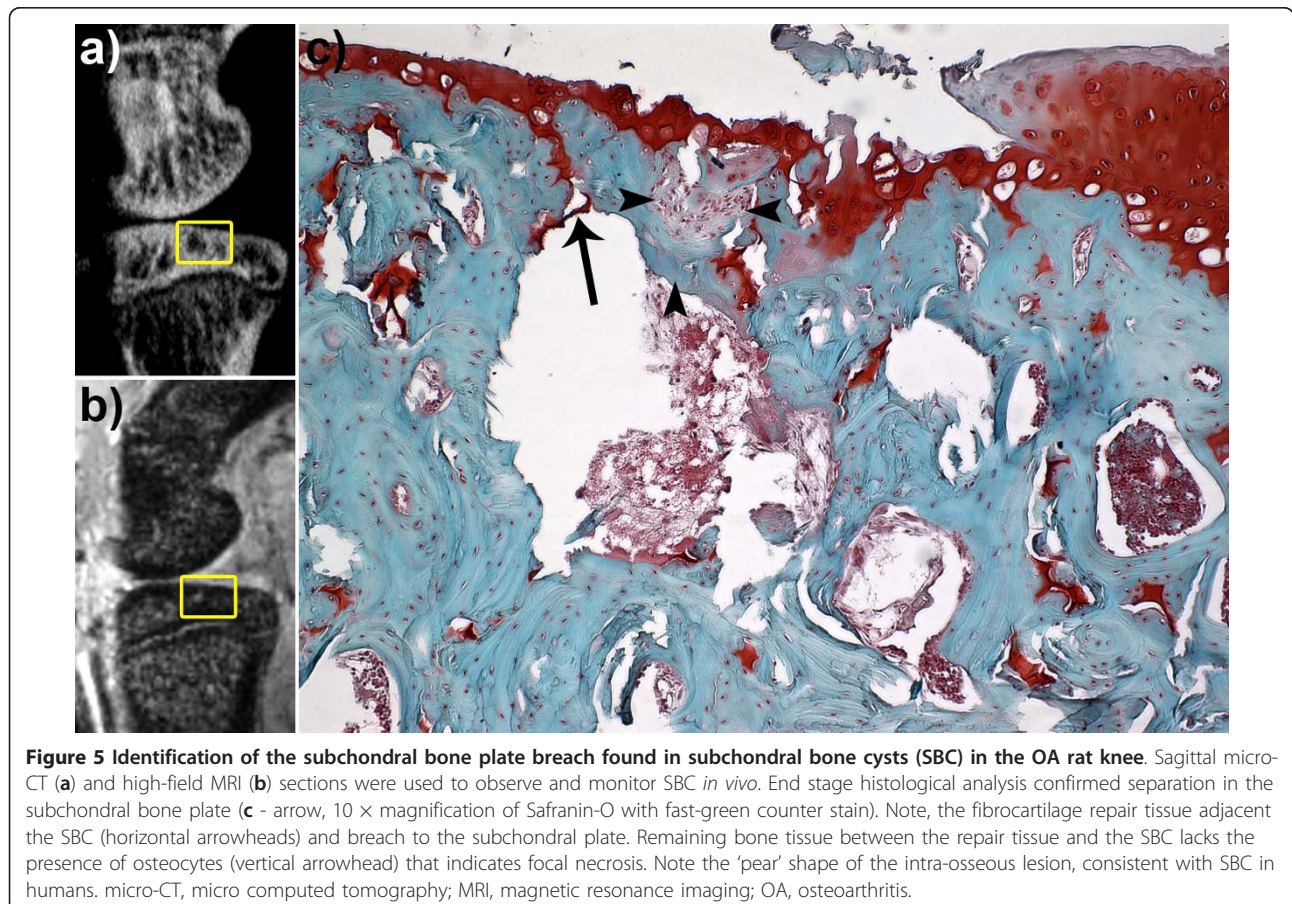 a)
b)
c)
Figure 5 Identification of the subchondral bone plate breach found in subchondral bone cysts (SBC) in the OA rat knee. Sagittal micro-
CT (a) and high-field MRI (b) sections were used to observe and monitor SBC in vivo. End stage histological analysis confirmed separation in the
subchondral bone plate (c - arrow, 10 × magnification of Safranin-O with fast-green counter stain). Note, the fibrocartilage repair tissue adjacent
the SBC (horizontal arrowheads) and breach to the subchondral plate. Remaining bone tissue between the repair tissue and the SBC lacks the
presence of osteocytes (vertical arrowhead) that indicates focal necrosis. Note the ‘pear’ shape of the intra-osseous lesion, consistent with SBC in
humans. micro-CT, micro computed tomography; MRI, magnetic resonance imaging; OA, osteoarthritis.